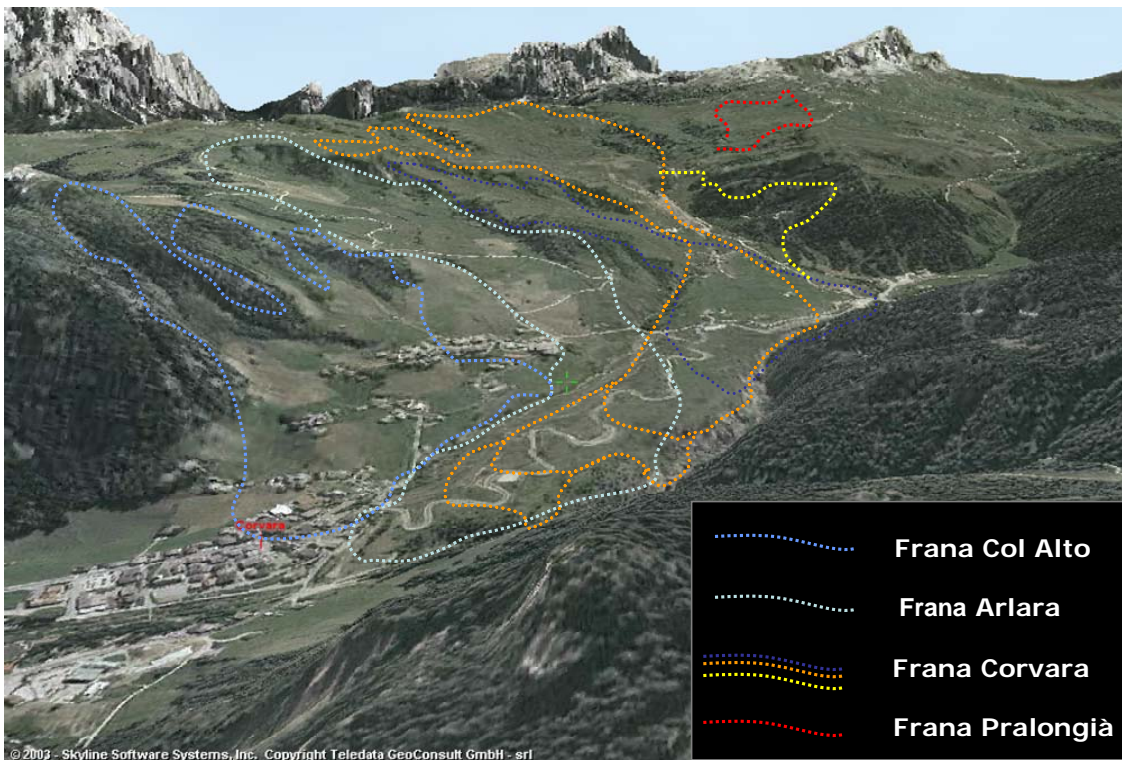 Corvara
Frana Col Alto
Frana Arlara
Frana Corvara
Frana Pralongià
© 2003 - Skyline Software Systems, Inc. Copyright Teledata GeoConsult GmbH - srl